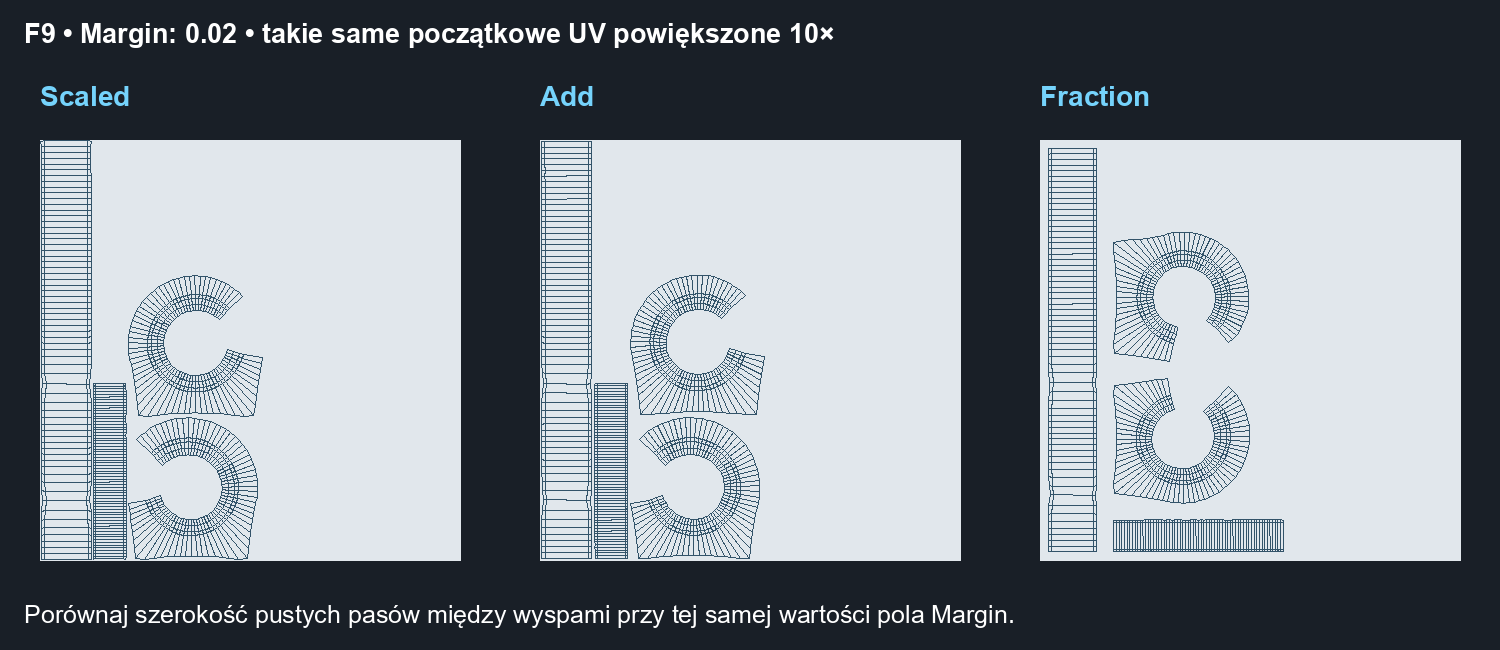 F9 • Margin: 0.02 • takie same początkowe UV powiększone 10×
Scaled
Add
Fraction
Porównaj szerokość pustych pasów między wyspami przy tej samej wartości pola Margin.